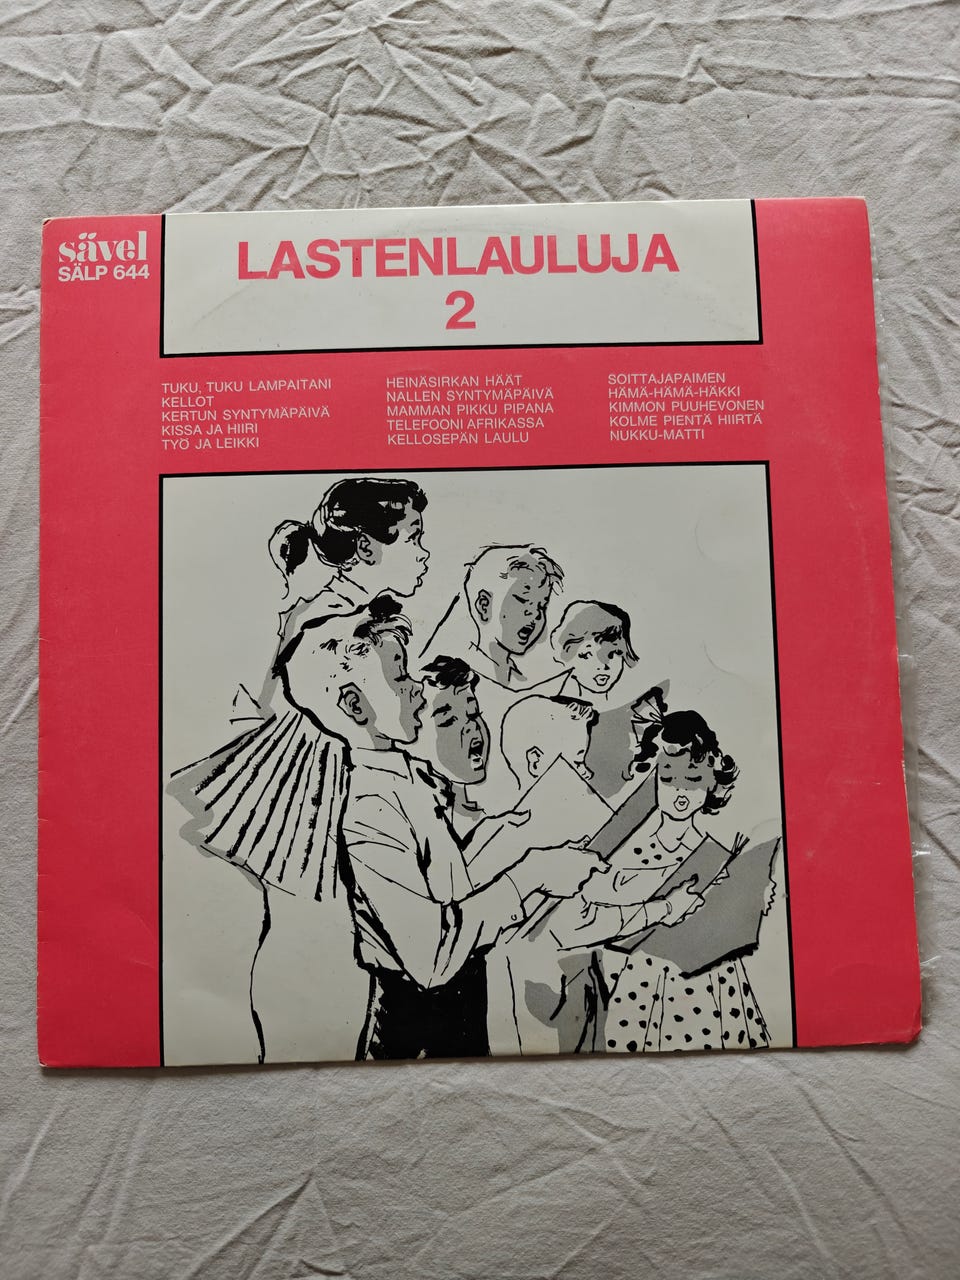 sävel
SÄLP 644
LASTENLAULUJA
2
TUKU, TUKU LAMPAITANI
KELLOT
KERTUN SYNTYMÄPÄIVÄ
KISSA JA HIIRI
TYÖ JA LEIKKI
HEINÄSIRKAN HÄÄT
NALLEN SYNTYMÄPÄIVÄ
MAMMAN PIKKU PIPANA
TELEFOONI AFRIKASSA
KELLOSEPÄN LAULU
SOITTAJAPAIMEN
HÄMÄ-HÄMÄ-HÄKKI
KIMMON PUUHEVONEN
KOLME PIENTÄ HIIRTÄ
NUKKU-MATTI